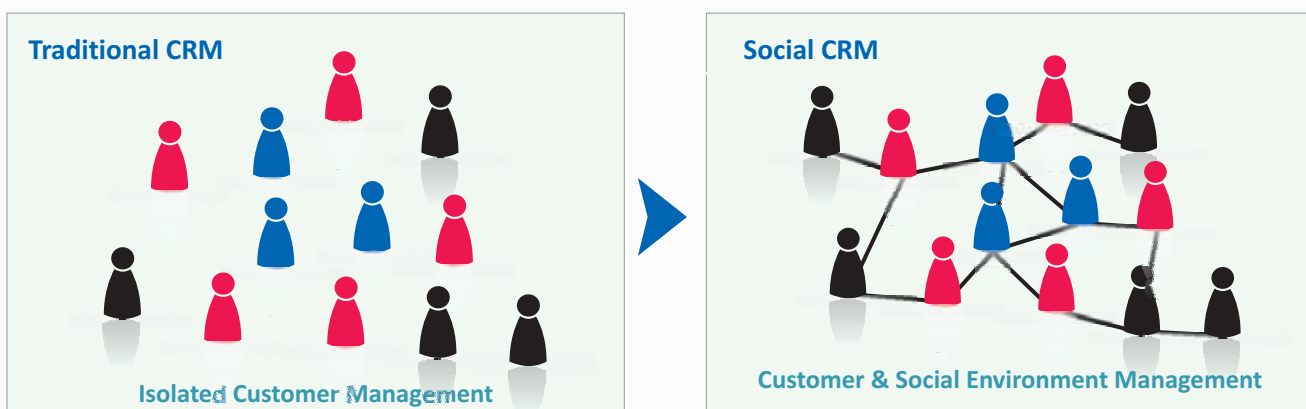 Traditional CRM
Isolated Customer Management
Social CRM
Customer & Social Environment Management